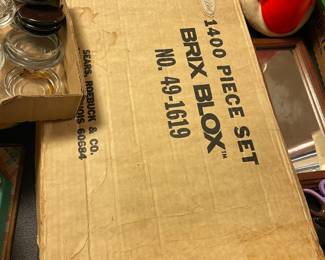 1400 PIECE SET
BRIX BLOX™
NO. 49 1619
SEARS, ROEBUCK & CO.
60684